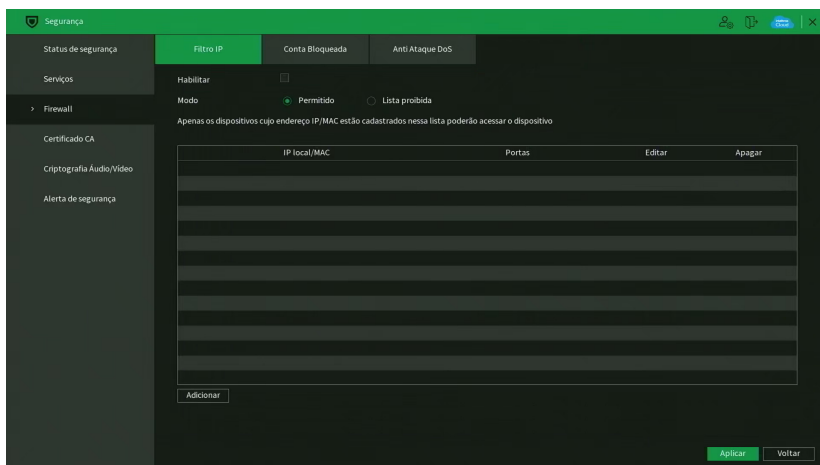 Segurança
Status de segurança
Serviços
Firewall
Certificado CA
Criptografia Áudio/Vídeo
Alerta de segurança
Filtro IP
Conta Bloqueada
Anti Ataque DoS
Habilitar
Modo
Permitido
Lista proibida
Apenas os dispositivos cujo endereço IP/MAC estão cadastrados nessa lista poderão acessar o dispositivo
IP local/MAC
Portas
Editar
Apagar
Adicionar
Aplicar
Voltar